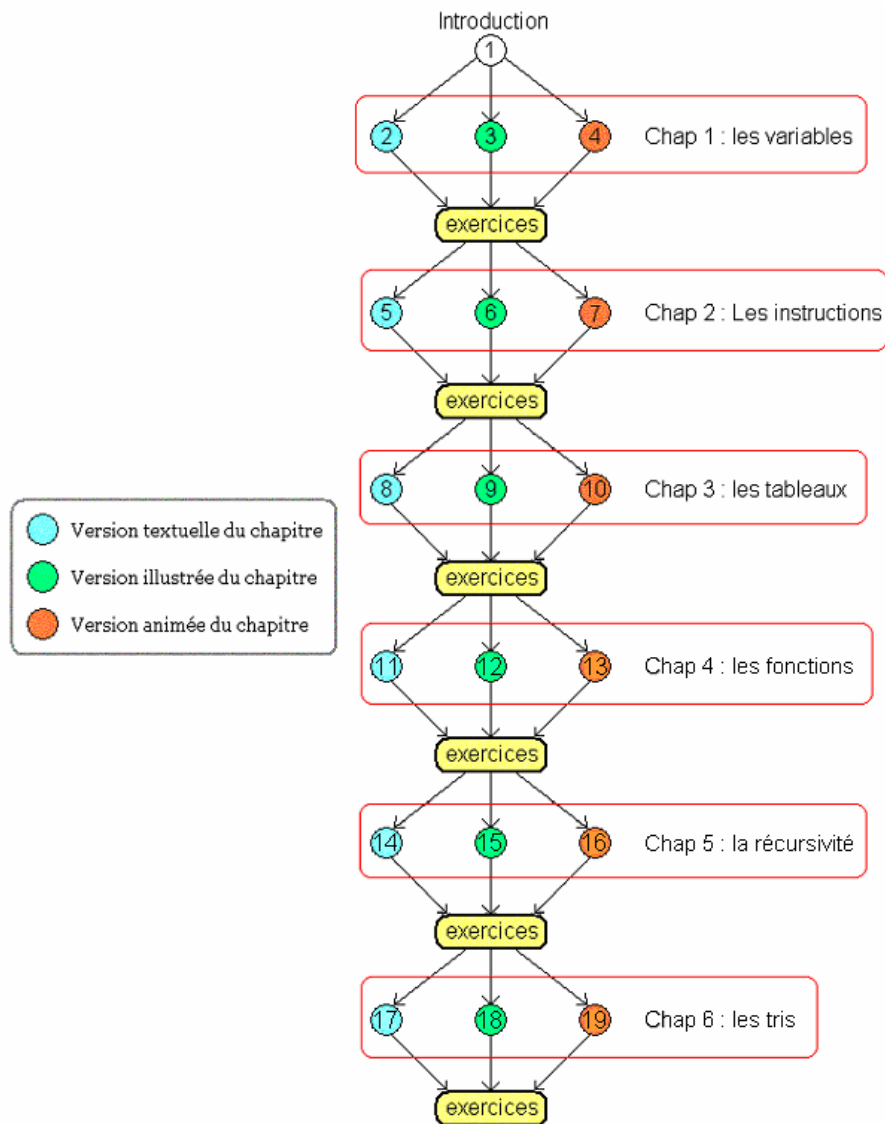 Introduction
1
2 3 4 Chap 1 : les variables
exercices
5 6 7 Chap 2 : Les instructions
exercices
8 9 10 Chap 3 : les tableaux
Version textuelle du chapitre
Version illustrée du chapitre
Version animée du chapitre
exercices
11 12 13 Chap 4 : les fonctions
exercices
14 15 16 Chap 5 : la récursivité
exercices
17 18 19 Chap 6 : les tris
exercices